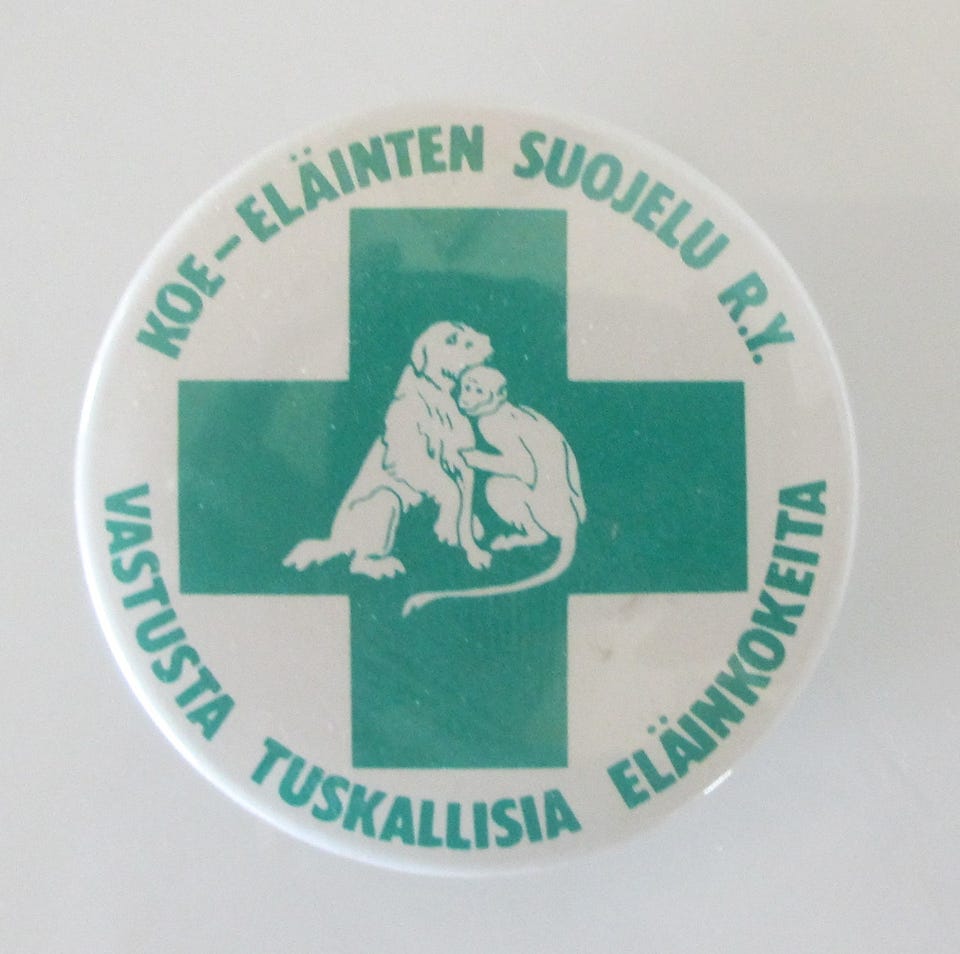 KOE-ELÄINTEN SUOJELU R.Y.
VASTUSTA TUSKALLISIA ELÄINKOKEITA